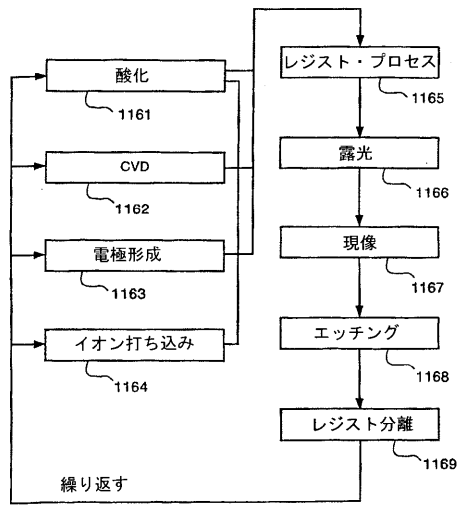 酸化
1161
CVD
1162
電極形成
1163
イオン打ち込み
1164
レジスト・プロセス
1165
露光
1166
現像
1167
エッチング
1168
レジスト分離
1169
繰り返す